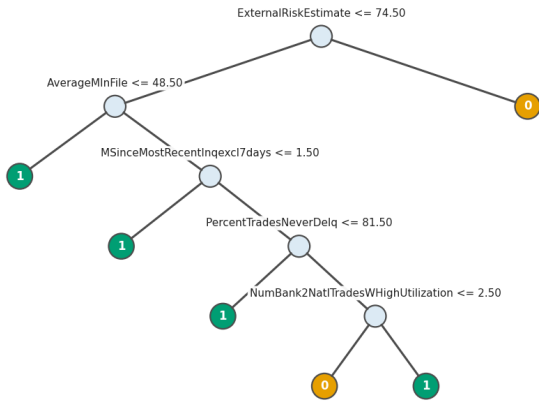 ExternalRiskEstimate <= 74.50
AverageMInFile <= 48.50
0
MSinceMostRecentInqexcl7days <= 1.50
1
PercentTradesNeverDelq <= 81.50
1
NumBank2NatlTradesWHighUtilization <= 2.50
1
0
1